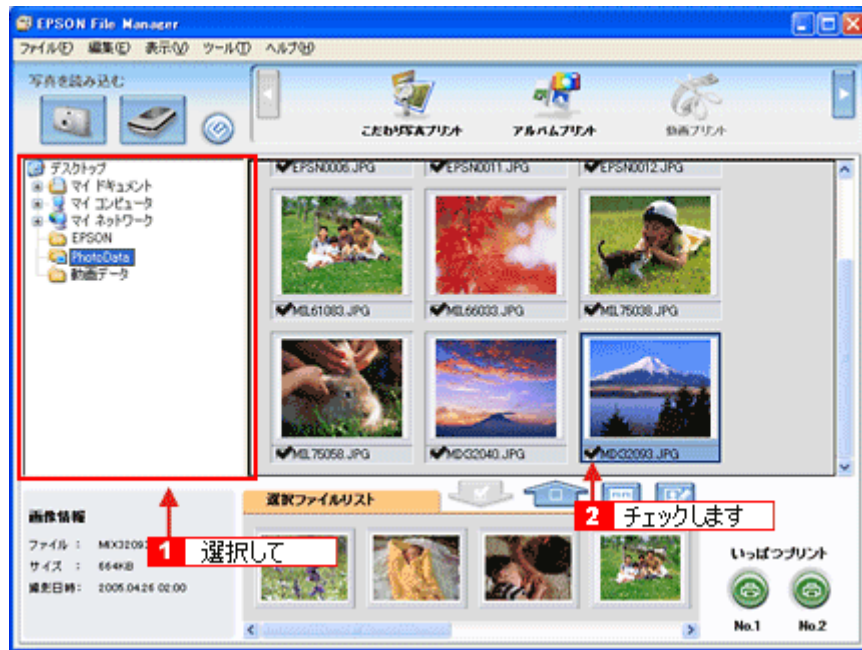 EPSON File Manager
ファイル(F) 編集(E) 表示(V) ツール(T) ヘルプ(H)
写真を読み込む
こだわり写真プリント アルバムプリント 動画プリント
デスクトップ
マイ ドキュメント
マイ コンピュータ
マイ ネットワーク
EPSON
PhotoData
動画データ
EPSN0006.JPG EPSN0011.JPG EPSN0012.JPG
MIL61083.JPG MIL66033.JPG MIL75038.JPG
MIL75058.JPG MIX32040.JPG MIX32093.JPG
選択ファイルリスト
2 チェックします
画像情報
ファイル : MIX32093
1 選択して
サイズ : 664KB
撮影日時: 2005.04.26 02:00
いっぱつプリント
No.1 No.2